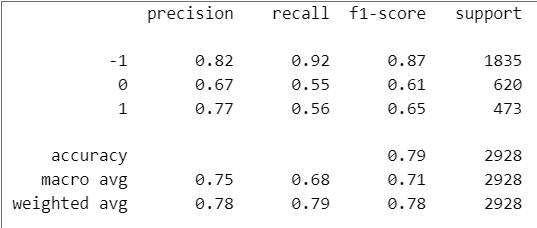 precision recall f1-score support
-1 0.82 0.92 0.87 1835
0 0.67 0.55 0.61 620
1 0.77 0.56 0.65 473
accuracy 0.79 2928
macro avg 0.75 0.68 0.71 2928
weighted avg 0.78 0.79 0.78 2928